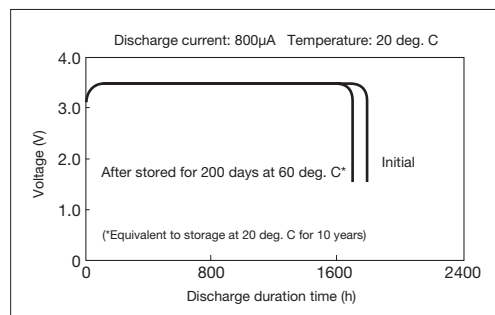 Discharge current: 800μA Temperature: 20 deg. C
4.0
3.0
2.0
1.0
0
Voltage (V)
After stored for 200 days at 60 deg. C*
Initial
(*Equivalent to storage at 20 deg. C for 10 years)
0
800
1600
2400
Discharge duration time (h)